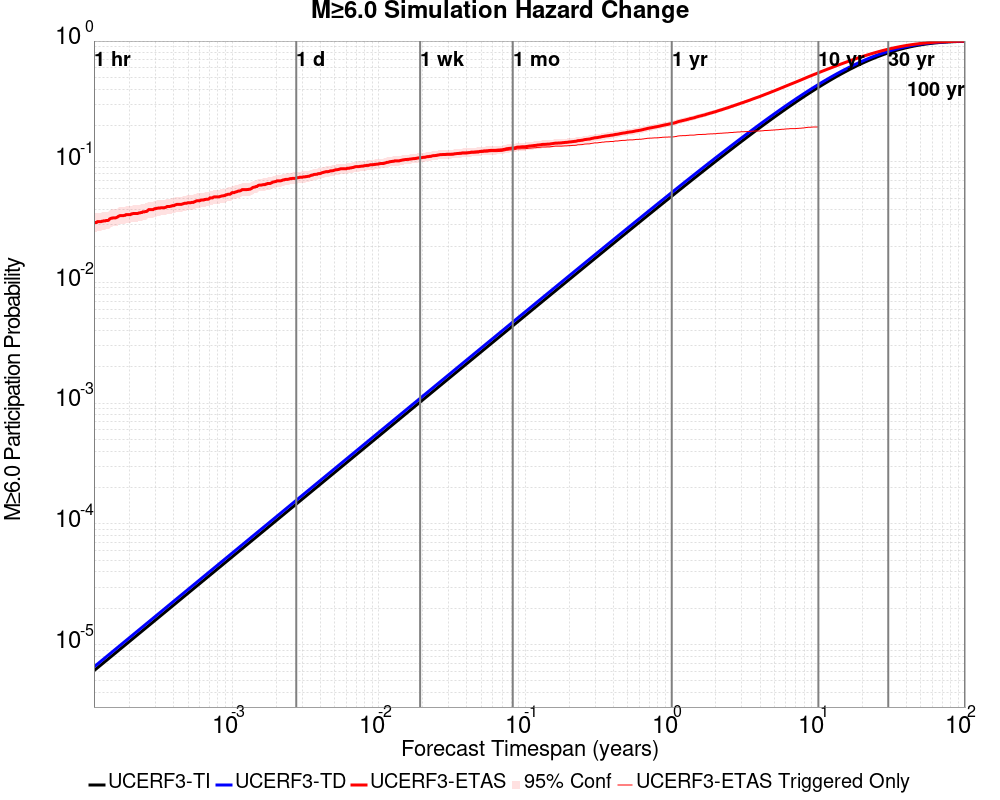 M≥6.0 Simulation Hazard Change
10^0
1 hr 1 d 1 wk 1 mo 1 yr 10 yr 30 yr
100 yr
10^-1
10^-2
10^-3
10^-4
10^-5
M≥6.0 Participation Probability
10^-3 10^-2 10^-1 10^0 10^1 10^2
Forecast Timespan (years)
UCERF3-TI UCERF3-TD UCERF3-ETAS 95% Conf UCERF3-ETAS Triggered Only